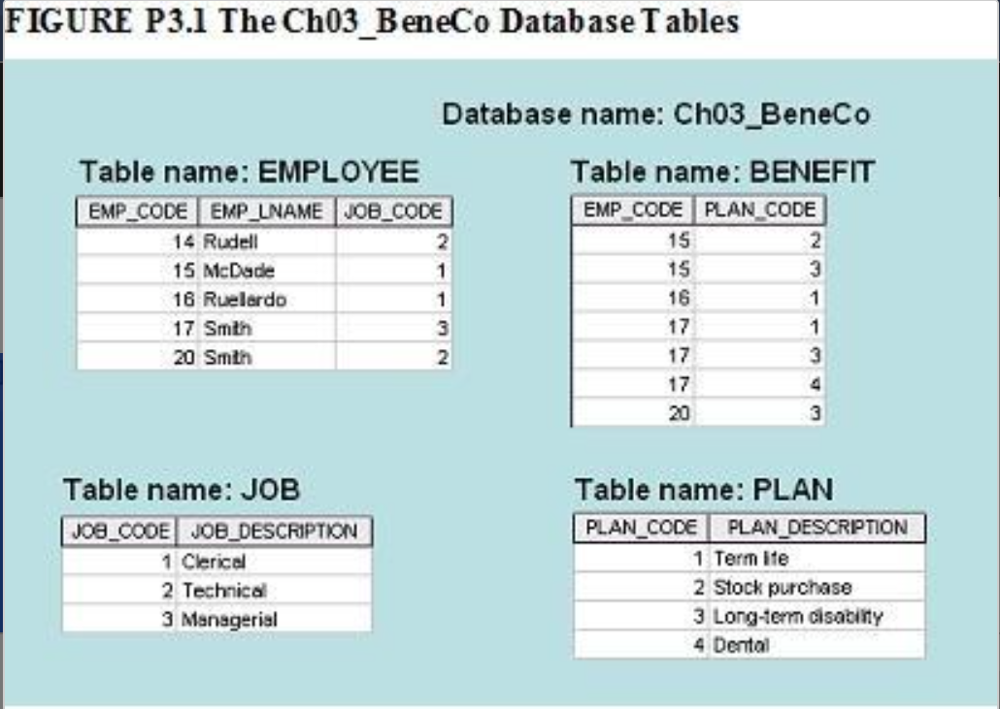 FIGURE P3.1 The Ch03_BeneCo Database Tables
Database name: Ch03_BeneCo
Table name: EMPLOYEE
EMP_CODE EMP_LNAME JOB_CODE
14 Rudell 2
15 McDade 1
16 Ruellardo 1
17 Smith 3
20 Smith 2
Table name: BENEFIT
EMP_CODE PLAN_CODE
15 2
15 3
16 1
17 1
17 3
17 4
20 3
Table name: JOB
JOB_CODE JOB_DESCRIPTION
1 Clerical
2 Technical
3 Managerial
Table name: PLAN
PLAN_CODE PLAN_DESCRIPTION
1 Term life
2 Stock purchase
3 Long-term disability
4 Dental